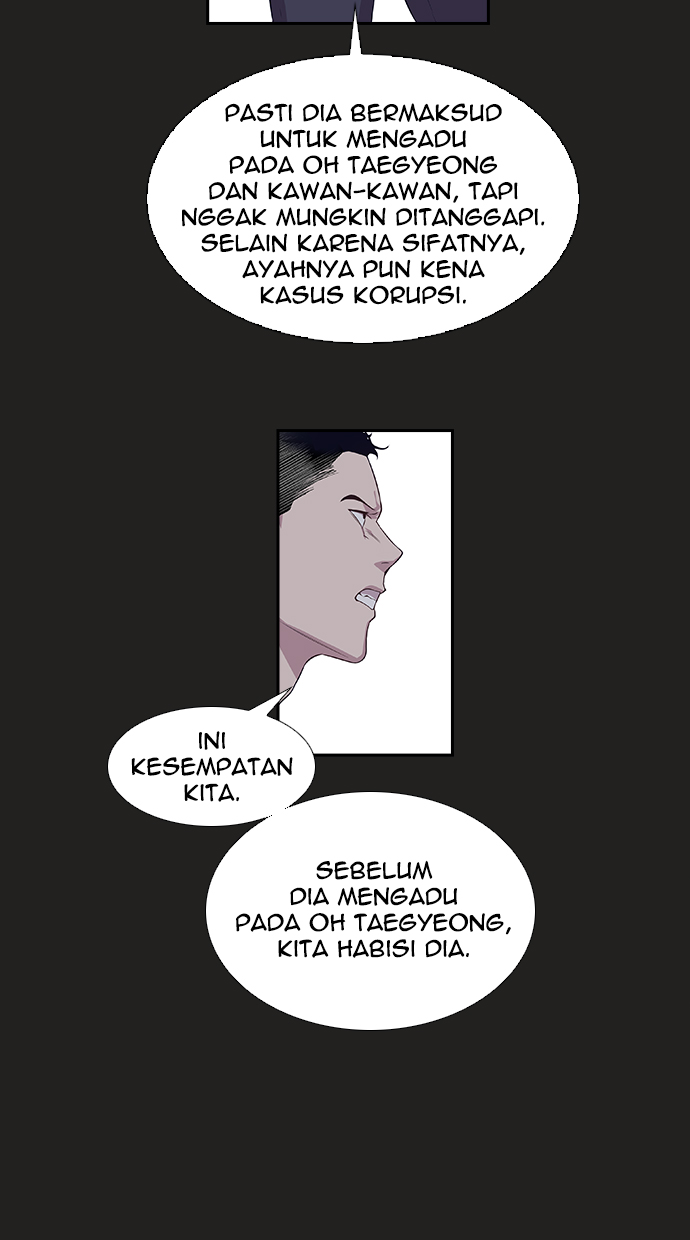 PASTI DIA BERMAKSUD
UNTUK MENGADU
PADA OH TAEGYEONG
DAN KAWAN-KAWAN, TAPI
NGGAK MUNGKIN DITANGGAPI.
SELAIN KARENA SIFATNYA,
AYAHNYA PUN KENA
KASUS KORUPSI.
INI
KESEMPATAN
KITA.
SEBELUM
DIA MENGADU
PADA OH TAEGYEONG,
KITA HABISI DIA.